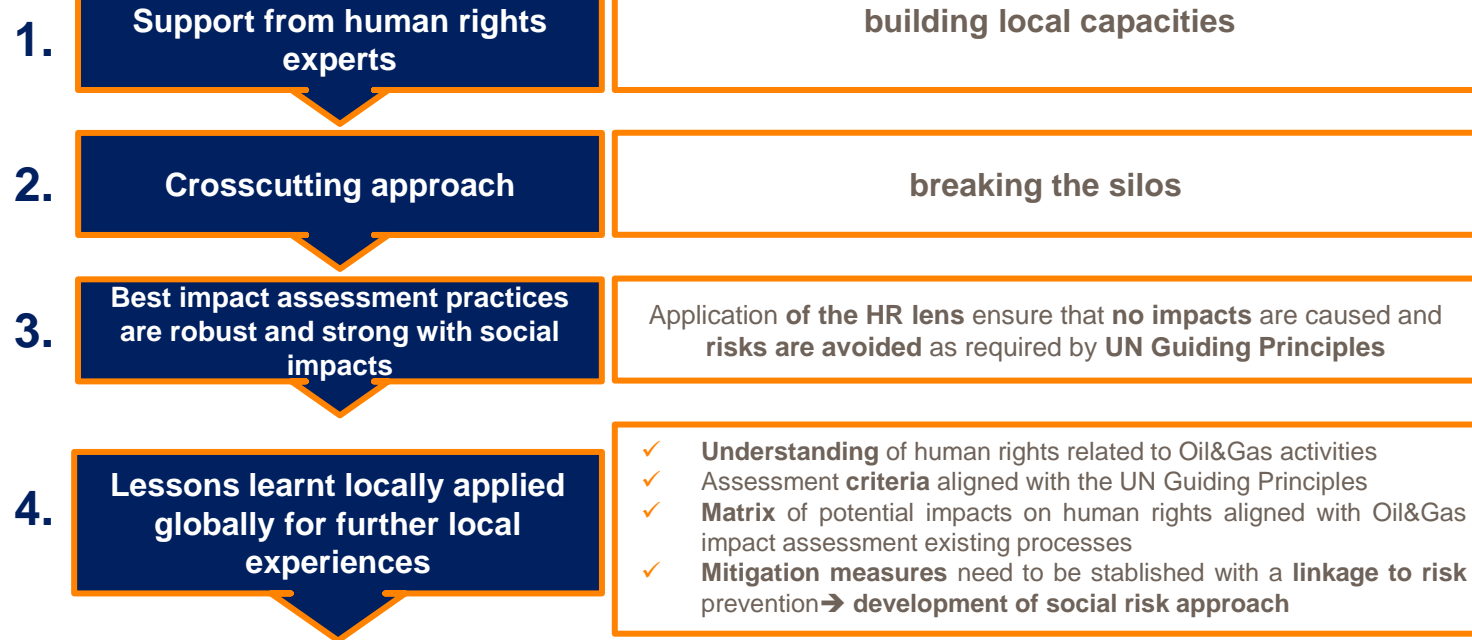 1.
Support from human rights
experts
building local capacities
2.
Crosscutting approach
breaking the silos
3.
Best impact assessment practices
are robust and strong with social
impacts
Application of the HR lens ensure that no impacts are caused and
risks are avoided as required by UN Guiding Principles
4.
Lessons learnt locally applied
globally for further local
experiences
✓ Understanding of human rights related to Oil&Gas activities
✓ Assessment criteria aligned with the UN Guiding Principles
✓ Matrix of potential impacts on human rights aligned with Oil&Gas
impact assessment existing processes
✓ Mitigation measures need to be stablished with a linkage to risk
prevention➔ development of social risk approach